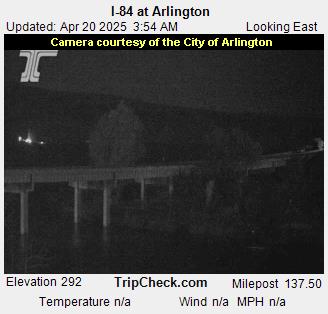 I-84 at Arlington
Updated: Apr 20 2025 3:54 AM Looking East
Camera courtesy of the City of Arlington
Elevation 292 TripCheck.com Milepost 137.50
Temperature n/a Wind n/a MPH n/a